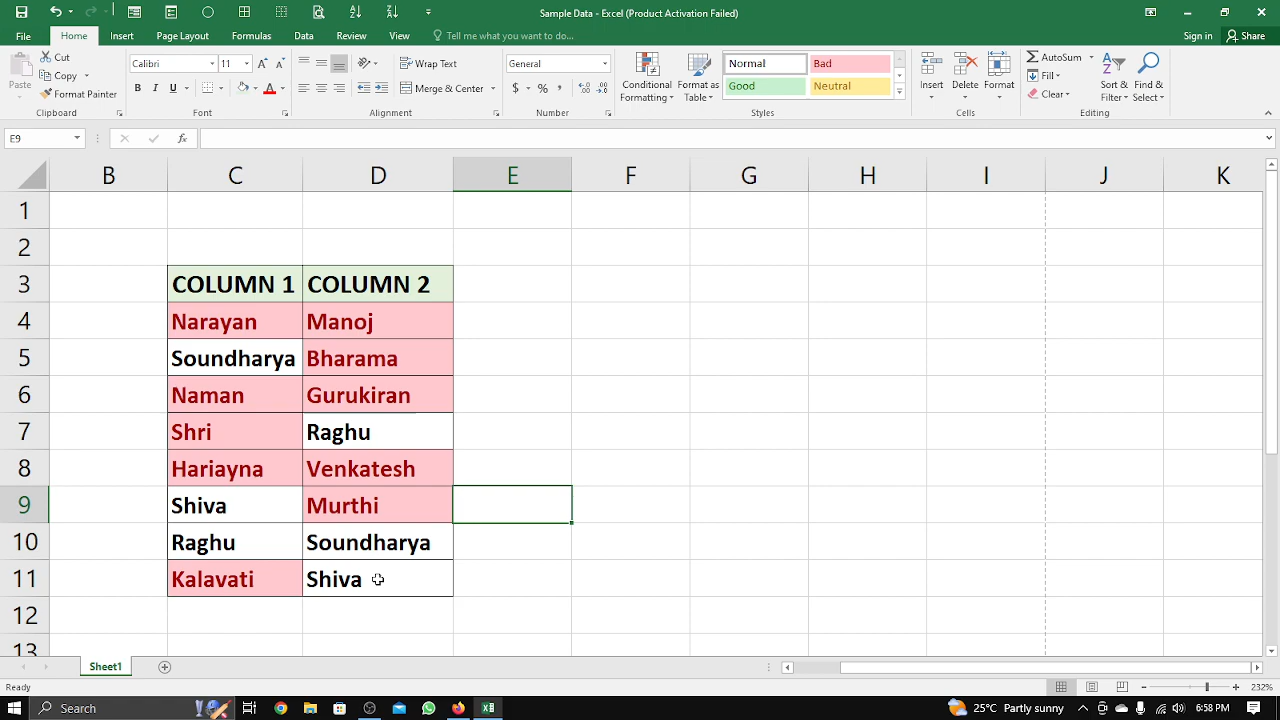 Sample Data - Excel (Product Activation Failed)
File Home Insert Page Layout Formulas Data Review View Tell me what you want to do... Sign in Share
Paste Cut Copy Format Painter Clipboard
Calibri B I U A A A Font
Wrap Text Merge & Center Alignment
General $ % , Number
Conditional Formatting Format as Table Normal Bad Good Neutral Styles
Insert Delete Format Cells
AutoSum Fill Clear Sort & Filter Find & Select Editing
E9 fx
B C D E F G H I J K
1
2
3 COLUMN 1 COLUMN 2
4 Narayan Manoj
5 Soundharya Bharama
6 Naman Gurukiran
7 Shri Raghu
8 Hariayna Venkatesh
9 Shiva Murthi
10 Raghu Soundharya
11 Kalavati Shiva
12
13
Sheet1
Ready 232%
Search 25°C Partly sunny 6:58 PM